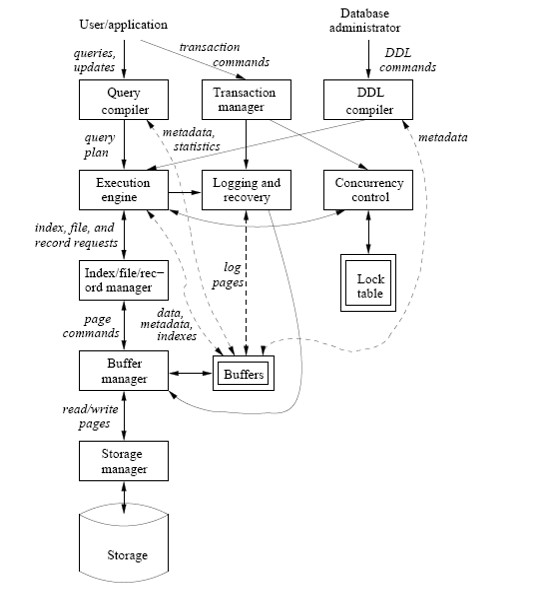 User/application
Database
administrator
queries,
updates
transaction
commands
DDL
commands
Query
compiler
Transaction
manager
DDL
compiler
query
plan
metadata,
statistics
metadata
Execution
engine
Logging and
recovery
Concurrency
control
index, file, and
record requests
log
pages
Lock
table
Index/file/rec−
ord manager
page
commands
data,
metadata,
indexes
Buffer
manager
Buffers
read/write
pages
Storage
manager
Storage